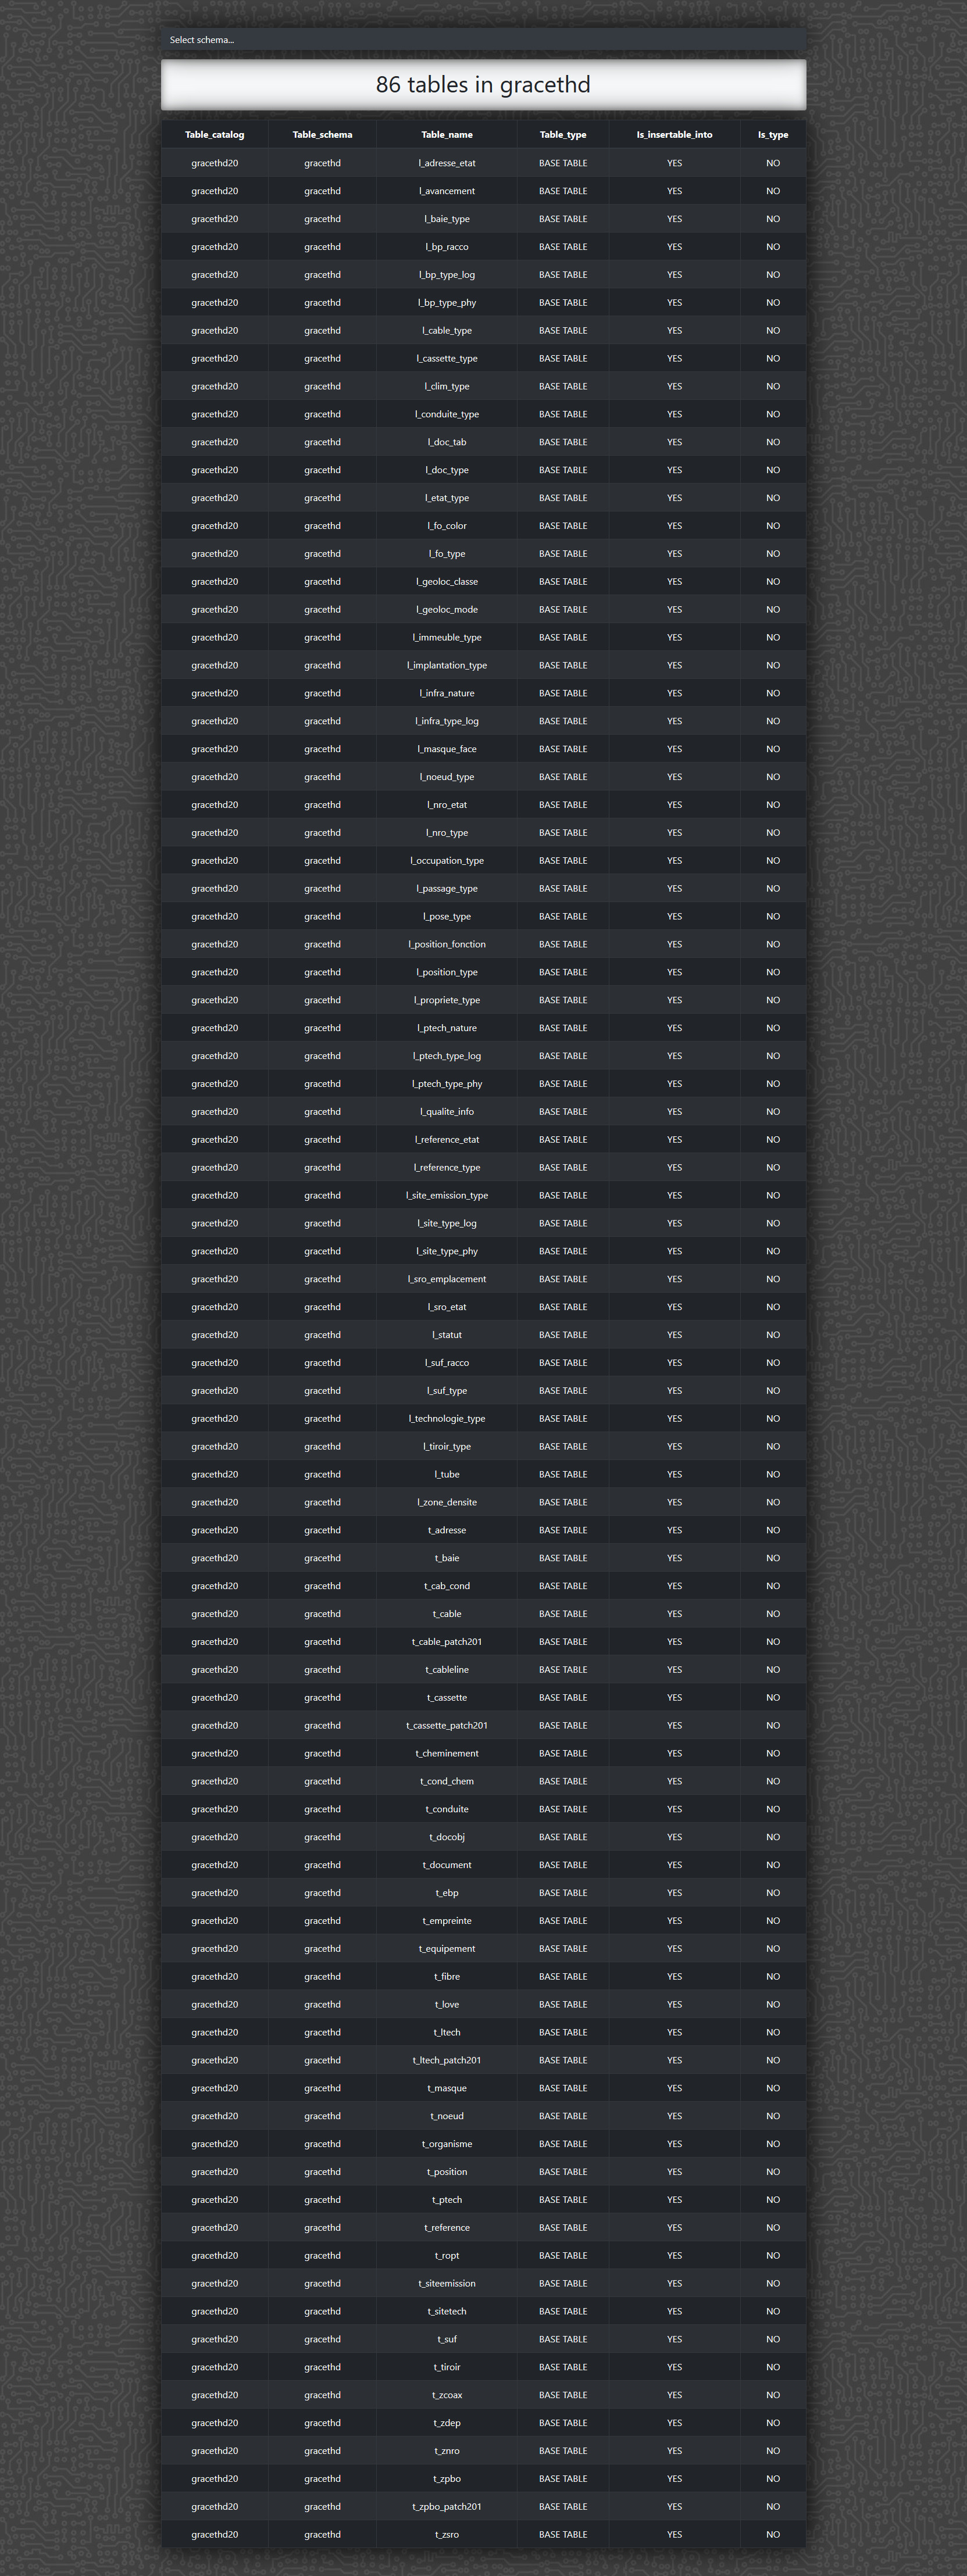 Select schema...
86 tables in gracethd
Table_catalog Table_schema Table_name Table_type Is_insertable_into Is_type
gracethd20 gracethd l_adresse_etat BASE TABLE YES NO
gracethd20 gracethd l_avancement BASE TABLE YES NO
gracethd20 gracethd l_baie_type BASE TABLE YES NO
gracethd20 gracethd l_bp_racco BASE TABLE YES NO
gracethd20 gracethd l_bp_type_log BASE TABLE YES NO
gracethd20 gracethd l_bp_type_phy BASE TABLE YES NO
gracethd20 gracethd l_cable_type BASE TABLE YES NO
gracethd20 gracethd l_cassette_type BASE TABLE YES NO
gracethd20 gracethd l_clim_type BASE TABLE YES NO
gracethd20 gracethd l_conduite_type BASE TABLE YES NO
gracethd20 gracethd l_doc_tab BASE TABLE YES NO
gracethd20 gracethd l_doc_type BASE TABLE YES NO
gracethd20 gracethd l_etat_type BASE TABLE YES NO
gracethd20 gracethd l_fo_color BASE TABLE YES NO
gracethd20 gracethd l_fo_type BASE TABLE YES NO
gracethd20 gracethd l_geoloc_classe BASE TABLE YES NO
gracethd20 gracethd l_geoloc_mode BASE TABLE YES NO
gracethd20 gracethd l_immeuble_type BASE TABLE YES NO
gracethd20 gracethd l_implantation_type BASE TABLE YES NO
gracethd20 gracethd l_infra_nature BASE TABLE YES NO
gracethd20 gracethd l_infra_type_log BASE TABLE YES NO
gracethd20 gracethd l_masque_face BASE TABLE YES NO
gracethd20 gracethd l_noeud_type BASE TABLE YES NO
gracethd20 gracethd l_nro_etat BASE TABLE YES NO
gracethd20 gracethd l_nro_type BASE TABLE YES NO
gracethd20 gracethd l_occupation_type BASE TABLE YES NO
gracethd20 gracethd l_passage_type BASE TABLE YES NO
gracethd20 gracethd l_pose_type BASE TABLE YES NO
gracethd20 gracethd l_position_fonction BASE TABLE YES NO
gracethd20 gracethd l_position_type BASE TABLE YES NO
gracethd20 gracethd l_propriete_type BASE TABLE YES NO
gracethd20 gracethd l_ptech_nature BASE TABLE YES NO
gracethd20 gracethd l_ptech_type_log BASE TABLE YES NO
gracethd20 gracethd l_ptech_type_phy BASE TABLE YES NO
gracethd20 gracethd l_qualite_info BASE TABLE YES NO
gracethd20 gracethd l_reference_etat BASE TABLE YES NO
gracethd20 gracethd l_reference_type BASE TABLE YES NO
gracethd20 gracethd l_site_emission_type BASE TABLE YES NO
gracethd20 gracethd l_site_type_log BASE TABLE YES NO
gracethd20 gracethd l_site_type_phy BASE TABLE YES NO
gracethd20 gracethd l_sro_emplacement BASE TABLE YES NO
gracethd20 gracethd l_sro_etat BASE TABLE YES NO
gracethd20 gracethd l_statut BASE TABLE YES NO
gracethd20 gracethd l_suf_racco BASE TABLE YES NO
gracethd20 gracethd l_suf_type BASE TABLE YES NO
gracethd20 gracethd l_technologie_type BASE TABLE YES NO
gracethd20 gracethd l_tiroir_type BASE TABLE YES NO
gracethd20 gracethd l_tube BASE TABLE YES NO
gracethd20 gracethd l_zone_densite BASE TABLE YES NO
gracethd20 gracethd t_adresse BASE TABLE YES NO
gracethd20 gracethd t_baie BASE TABLE YES NO
gracethd20 gracethd t_cab_cond BASE TABLE YES NO
gracethd20 gracethd t_cable BASE TABLE YES NO
gracethd20 gracethd t_cable_patch201 BASE TABLE YES NO
gracethd20 gracethd t_cableline BASE TABLE YES NO
gracethd20 gracethd t_cassette BASE TABLE YES NO
gracethd20 gracethd t_cassette_patch201 BASE TABLE YES NO
gracethd20 gracethd t_cheminement BASE TABLE YES NO
gracethd20 gracethd t_cond_chem BASE TABLE YES NO
gracethd20 gracethd t_conduite BASE TABLE YES NO
gracethd20 gracethd t_docobj BASE TABLE YES NO
gracethd20 gracethd t_document BASE TABLE YES NO
gracethd20 gracethd t_ebp BASE TABLE YES NO
gracethd20 gracethd t_empreinte BASE TABLE YES NO
gracethd20 gracethd t_equipement BASE TABLE YES NO
gracethd20 gracethd t_fibre BASE TABLE YES NO
gracethd20 gracethd t_love BASE TABLE YES NO
gracethd20 gracethd t_ltech BASE TABLE YES NO
gracethd20 gracethd t_ltech_patch201 BASE TABLE YES NO
gracethd20 gracethd t_masque BASE TABLE YES NO
gracethd20 gracethd t_noeud BASE TABLE YES NO
gracethd20 gracethd t_organisme BASE TABLE YES NO
gracethd20 gracethd t_position BASE TABLE YES NO
gracethd20 gracethd t_ptech BASE TABLE YES NO
gracethd20 gracethd t_reference BASE TABLE YES NO
gracethd20 gracethd t_ropt BASE TABLE YES NO
gracethd20 gracethd t_siteemission BASE TABLE YES NO
gracethd20 gracethd t_sitetech BASE TABLE YES NO
gracethd20 gracethd t_suf BASE TABLE YES NO
gracethd20 gracethd t_tiroir BASE TABLE YES NO
gracethd20 gracethd t_zcoax BASE TABLE YES NO
gracethd20 gracethd t_zdep BASE TABLE YES NO
gracethd20 gracethd t_znro BASE TABLE YES NO
gracethd20 gracethd t_zpbo BASE TABLE YES NO
gracethd20 gracethd t_zpbo_patch201 BASE TABLE YES NO
gracethd20 gracethd t_zsro BASE TABLE YES NO